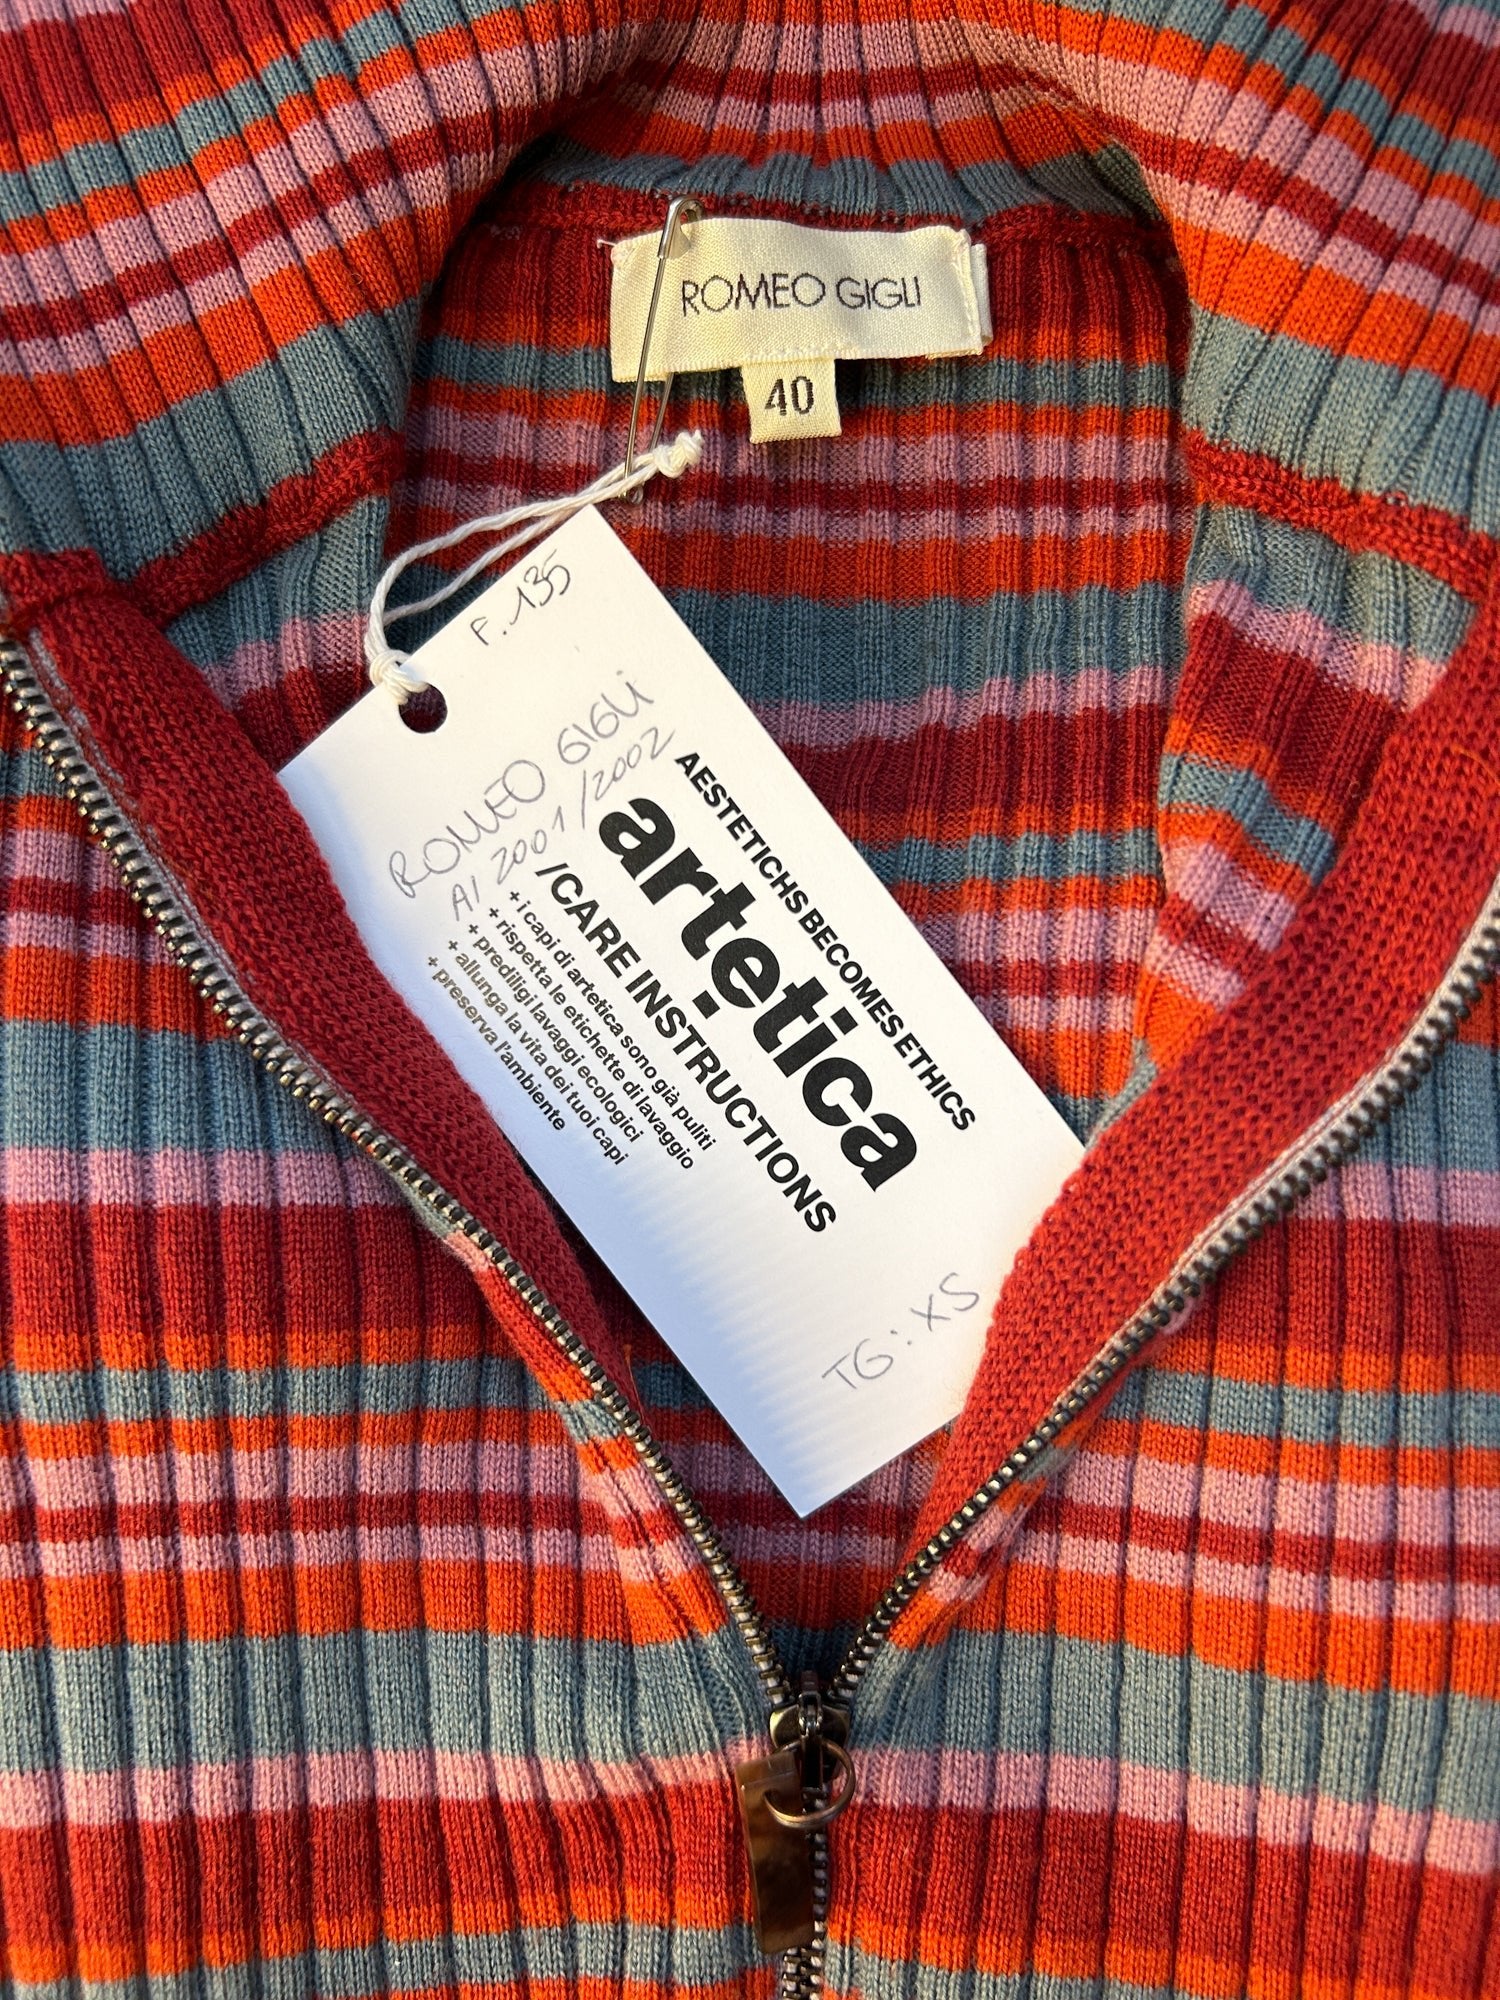 ROMEO GIGLI
40
F. 135
ROMEO GIGLI
AI 2001/2002
AESTETICHS BECOMES ETHICS
artetica
/CARE INSTRUCTIONS
+ i capi di artetica sono già puliti
+ rispetta le etichette di lavaggio
+ prediligi lavaggi ecologici
+ allunga la vita dei tuoi capi
+ preserva l'ambiente
TG: XS